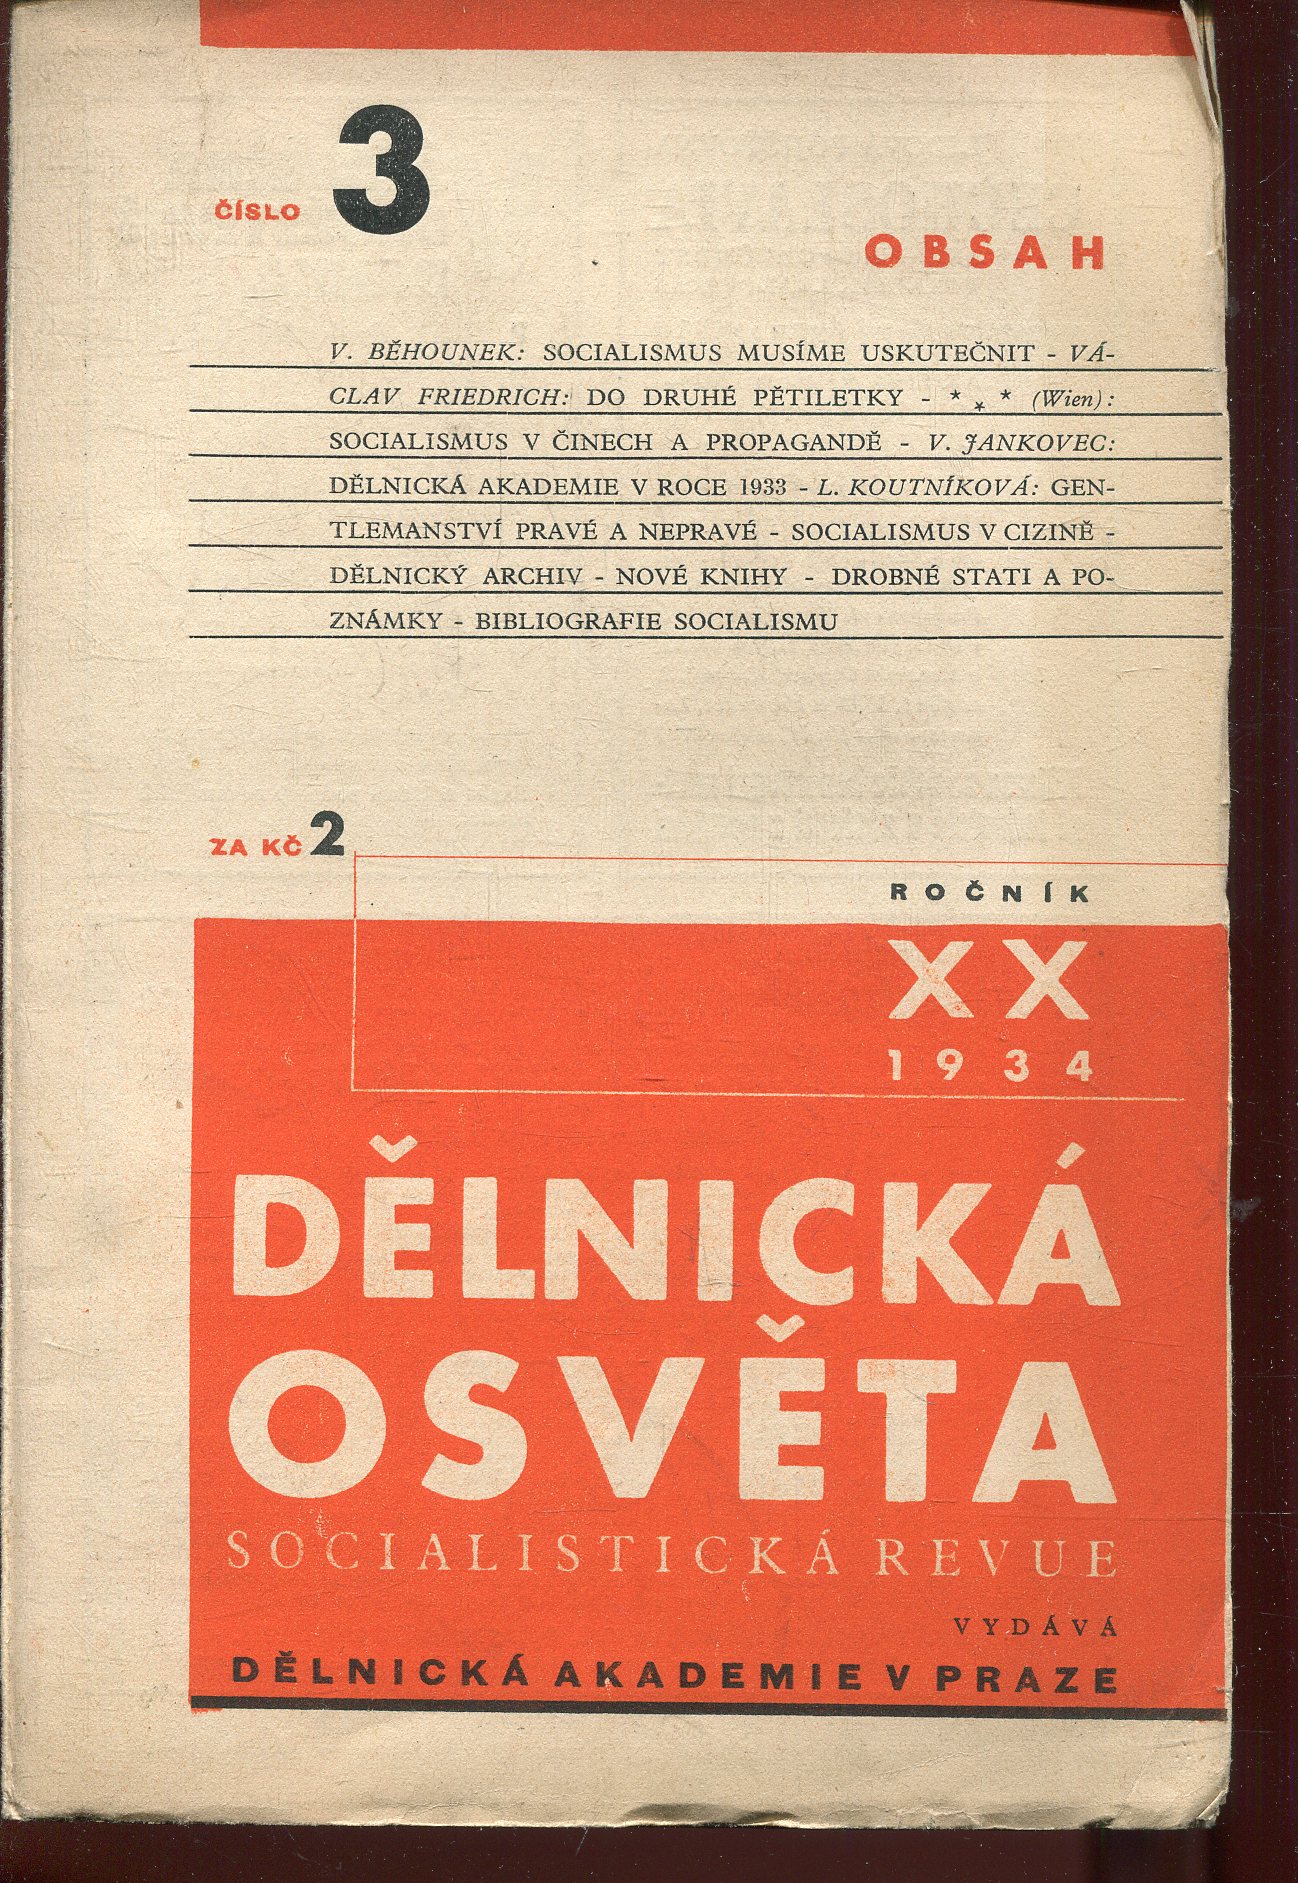 ČÍSLO 3
OBSAH
V. BĚHOUNEK: SOCIALISMUS MUSÍME USKUTEČNIT - VÁ-
CLAV FRIEDRICH: DO DRUHÉ PĚTILETKY - * * * (Wien):
SOCIALISMUS V ČINECH A PROPAGANDĚ - V. JANKOVEC:
DĚLNICKÁ AKADEMIE V ROCE 1933 - L. KOUTNÍKOVÁ: GEN-
TLEMANSTVÍ PRAVÉ A NEPRAVÉ - SOCIALISMUS V CIZINĚ -
DĚLNICKÝ ARCHIV - NOVÉ KNIHY - DROBNÉ STATI A PO-
ZNÁMKY - BIBLIOGRAFIE SOCIALISMU
ZA KČ 2
ROČNÍK
XX
1934
DĚLNICKÁ
OSVĚTA
SOCIALISTICKÁ REVUE
VYDÁVÁ
DĚLNICKÁ AKADEMIE V PRAZE